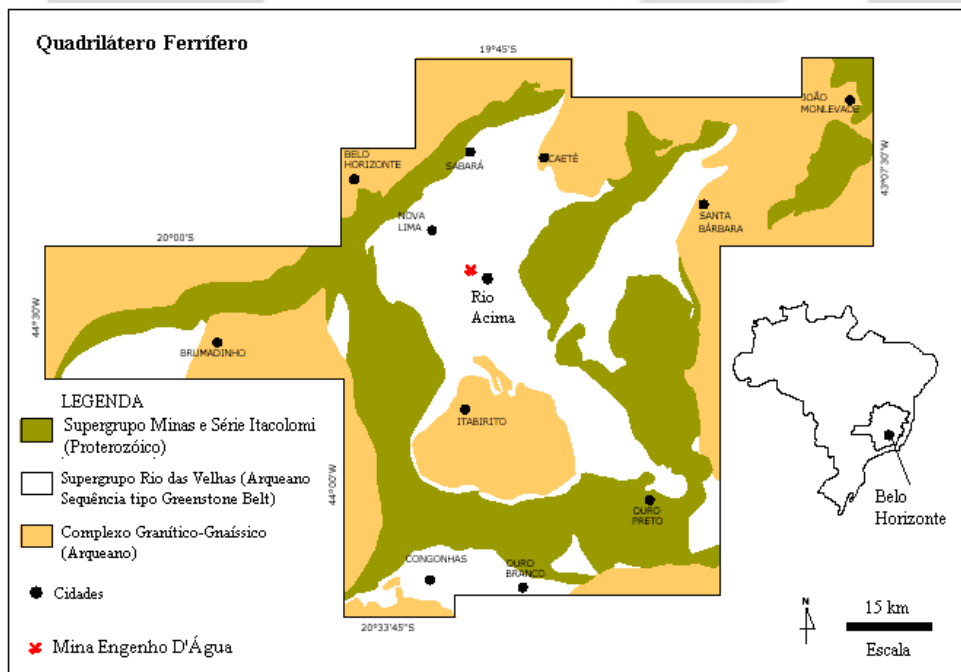 Quadrilátero Ferrífero
19°45'S
JOÃO
MONLEVADE
BELO
HORIZONTE
SABARÁ
CAETÉ
43°07'30"W
NOVA
LIMA
SANTA
BÁRBARA
20°00'S
Rio
Acima
44°30'W
BRUMADINHO
ITABIRITO
LEGENDA
Supergrupo Minas e Série Itacolomi
(Proterozóico)
Supergrupo Rio das Velhas (Arqueano
Sequência tipo Greenstone Belt)
44°00'W
Complexo Granítico-Gnaíssico
(Arqueano)
OURO
PRETO
Belo
Horizonte
CONGONHAS
OURO
BRANCO
Cidades
20°33'45"S
N
15 km
Escala
Mina Engenho D'Água